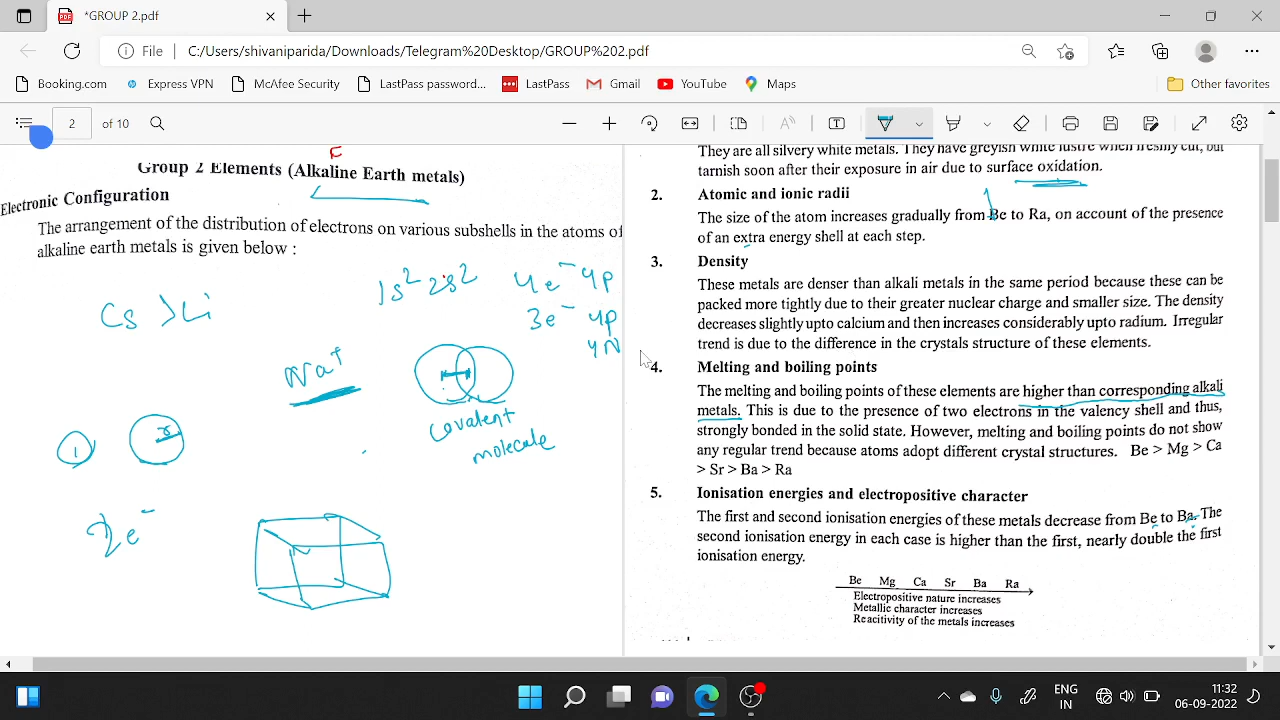 *GROUP 2.pdf
File
C:/Users/shivaniparida/Downloads/Telegram%20Desktop/GROUP%202.pdf
Booking.com
Express VPN
McAfee Security
LastPass password...
LastPass
Gmail
YouTube
Maps
Other favorites
2 of 10
Group 2 Elements (Alkaline Earth metals)
Electronic Configuration
The arrangement of the distribution of electrons on various subshells in the atoms of
alkaline earth metals is given below :
1s² 2s² 4e⁻ 4p
3e⁻ 4p
4N
Cs > Li
Na⁺
covalent
molecule
1
r
2e⁻
They are all silvery white metals. They have greyish white lustre when freshly cut, but
tarnish soon after their exposure in air due to surface oxidation.
2. Atomic and ionic radii
The size of the atom increases gradually from Be to Ra, on account of the presence
of an extra energy shell at each step.
3. Density
These metals are denser than alkali metals in the same period because these can be
packed more tightly due to their greater nuclear charge and smaller size. The density
decreases slightly upto calcium and then increases considerably upto radium. Irregular
trend is due to the difference in the crystals structure of these elements.
4. Melting and boiling points
The melting and boiling points of these elements are higher than corresponding alkali
metals. This is due to the presence of two electrons in the valency shell and thus,
strongly bonded in the solid state. However, melting and boiling points do not show
any regular trend because atoms adopt different crystal structures. Be > Mg > Ca
> Sr > Ba > Ra
5. Ionisation energies and electropositive character
The first and second ionisation energies of these metals decrease from Be to Ba. The
second ionisation energy in each case is higher than the first, nearly double the first
ionisation energy.
Be Mg Ca Sr Ba Ra
Electropositive nature increases
Metallic character increases
Reacitivity of the metals increases
ENG
IN
11:32
06-09-2022